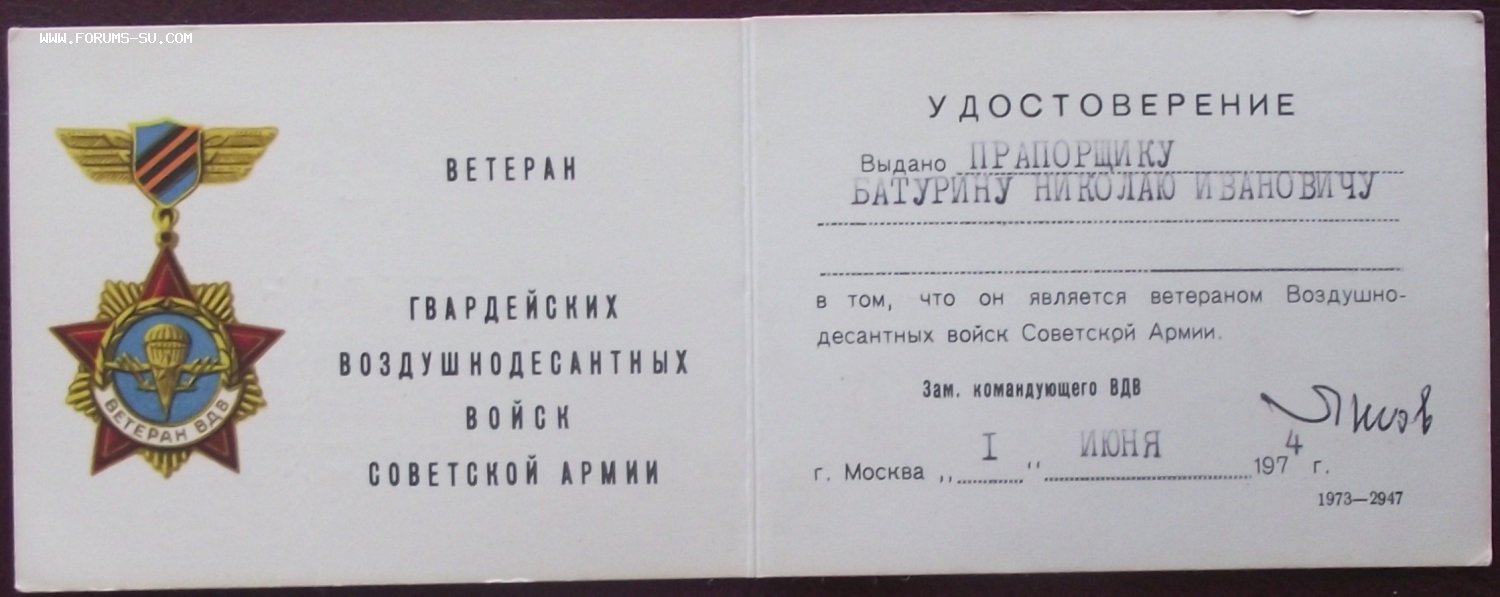 WWW.FORUMS-SU.COM
ВЕТЕРАН
ГВАРДЕЙСКИХ
ВОЗДУШНОДЕСАНТНЫХ
ВОЙСК
СОВЕТСКОЙ АРМИИ
ВЕТЕРАН ВДВ
УДОСТОВЕРЕНИЕ
Выдано ПРАПОРЩИКУ
БАТУРИНУ НИКОЛАЮ ИВАНОВИЧУ
в том, что он является ветераном Воздушно-
десантных войск Советской Армии.
Зам. командующего ВДВ
г. Москва „ I “ ИЮНЯ 1974 г.
1973—2947